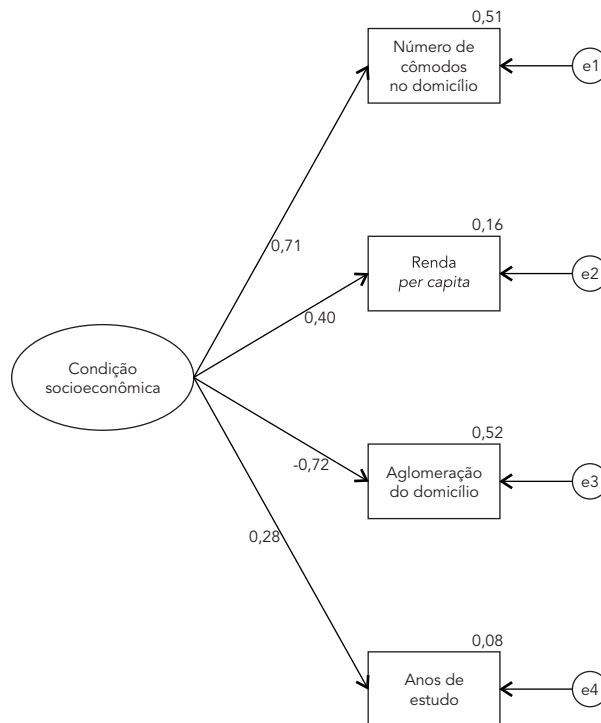 0,51
Número de
cômodos
no domicílio
e1
0,71
0,16
Renda
per capita
e2
0,40
Condição
socioeconômica
0,52
-0,72
Aglomeração
do domicílio
e3
0,28
0,08
Anos de
estudo
e4